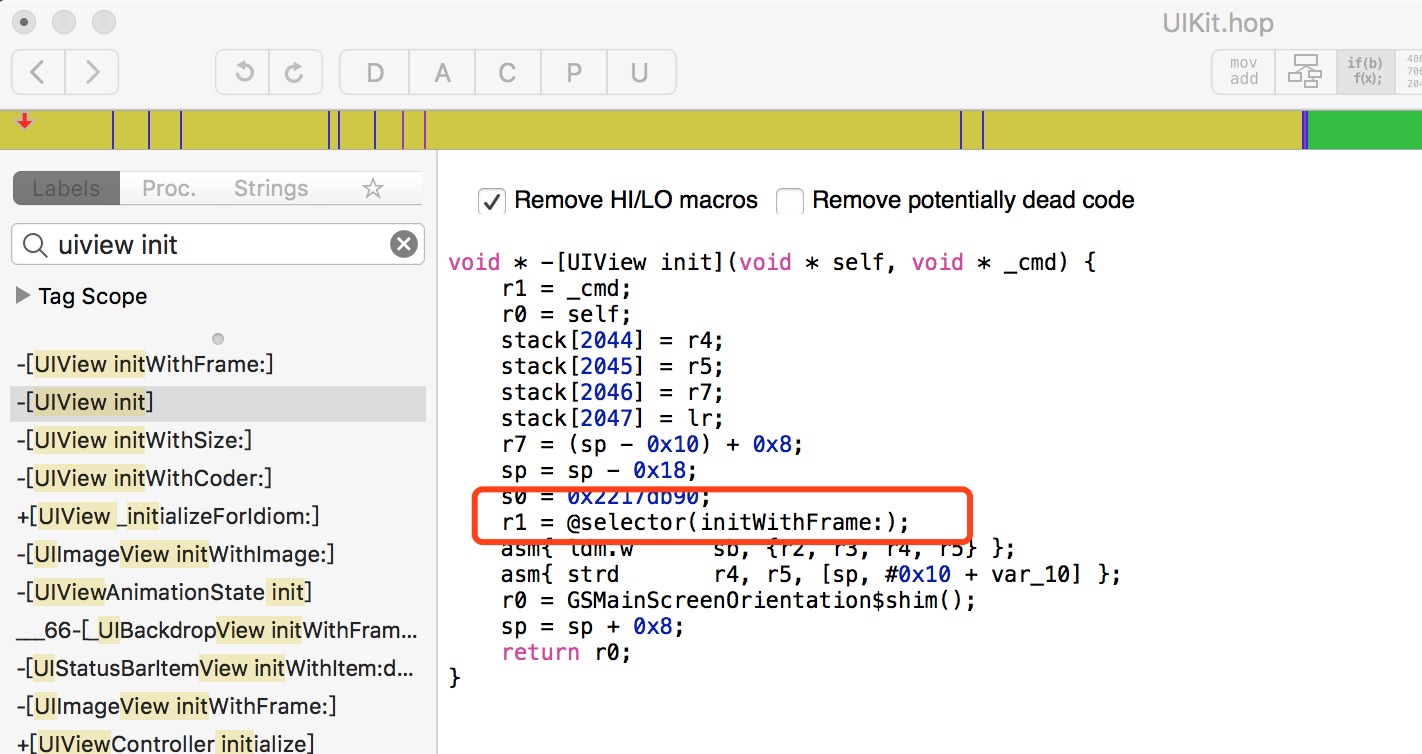 UIKit.hop
D A C P U
mov
add
if(b)
f(x);
Labels Proc. Strings
uiview init
Tag Scope
-[UIView initWithFrame:]
-[UIView init]
-[UIView initWithSize:]
-[UIView initWithCoder:]
+[UIView _initializeForIdiom:]
-[UIImageView initWithImage:]
-[UIViewAnimationState init]
___66-[_UIBackdropView initWithFram...
-[UIStatusBarItemView initWithItem:d...
-[UIImageView initWithFrame:]
+[UIViewController initialize]
Remove HI/LO macros Remove potentially dead code
void * -[UIView init](void * self, void * _cmd) {
r1 = _cmd;
r0 = self;
stack[2044] = r4;
stack[2045] = r5;
stack[2046] = r7;
stack[2047] = lr;
r7 = (sp - 0x10) + 0x8;
sp = sp - 0x18;
s0 = 0x2217db90;
r1 = @selector(initWithFrame:);
asm{ ldm.w sb, {r2, r3, r4, r5} };
asm{ strd r4, r5, [sp, #0x10 + var_10] };
r0 = GSMainScreenOrientation$shim();
sp = sp + 0x8;
return r0;
}